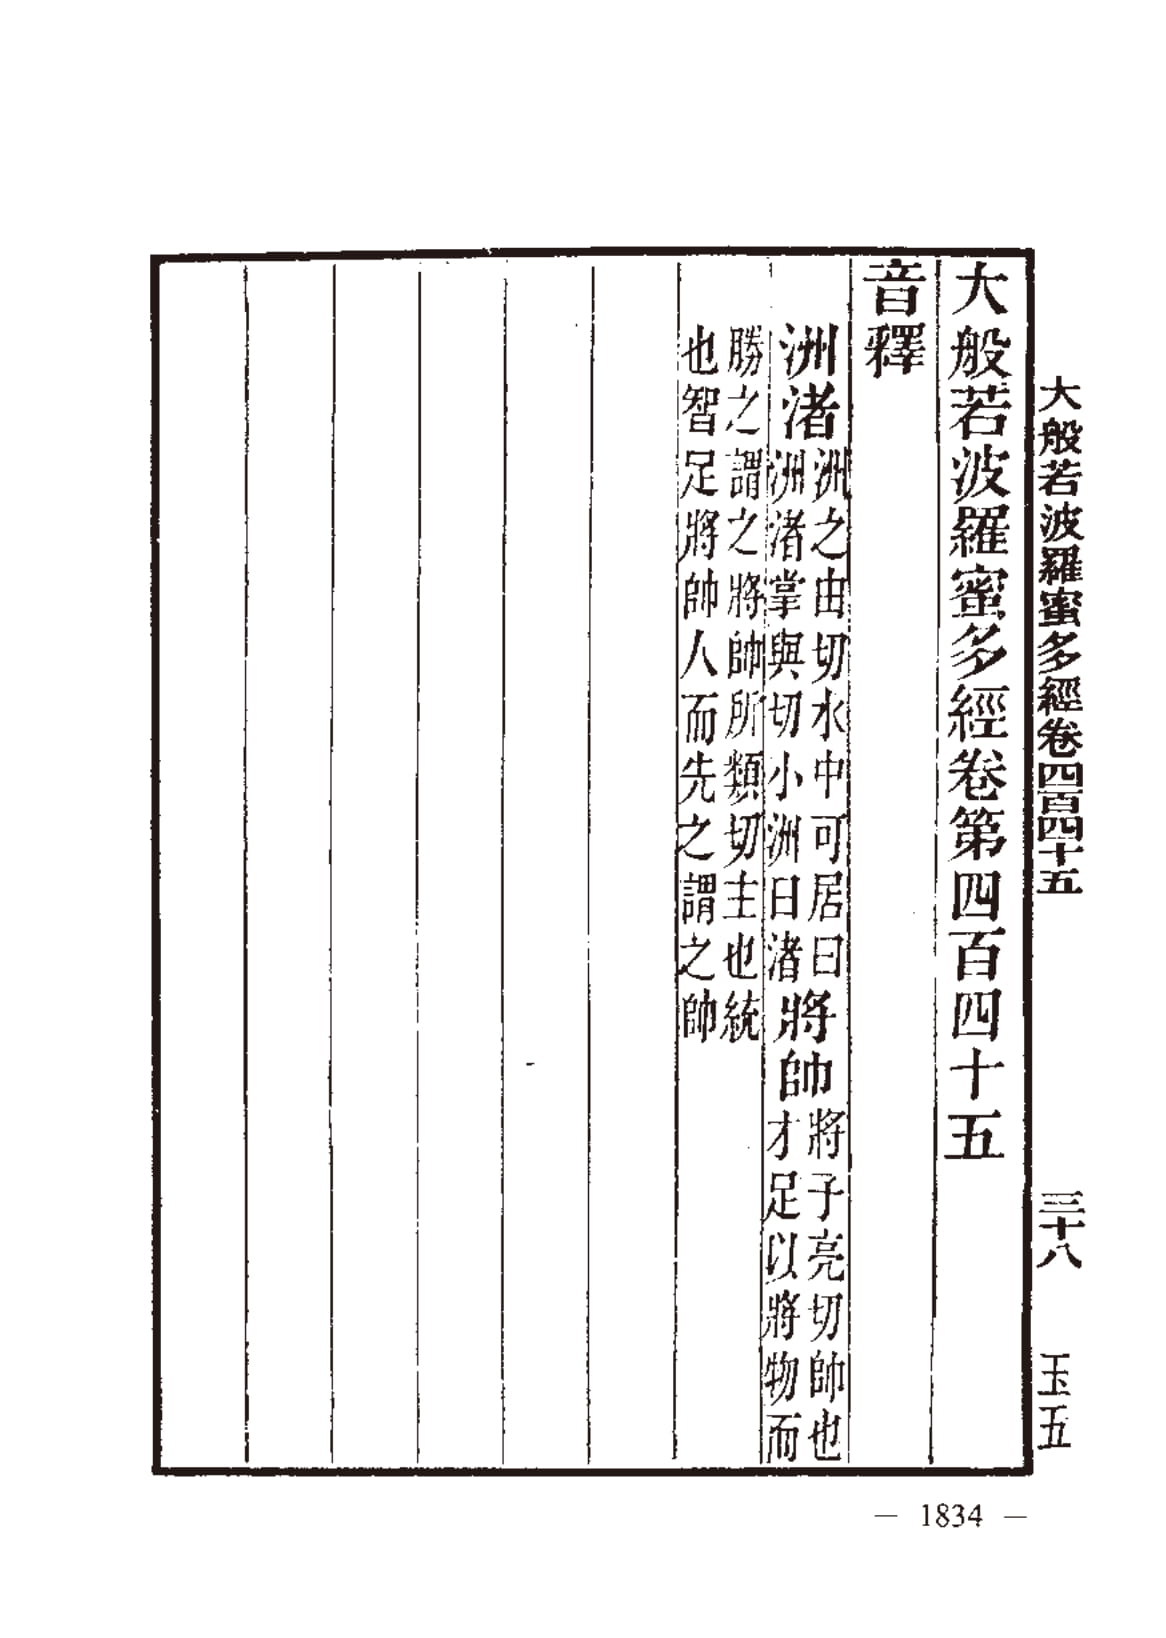 大般若波羅蜜多經卷四百四十五 三十八 玉五
大般若波羅蜜多經卷第四百四十五
音釋
洲渚
洲之由切水中可居曰
洲渚掌與切小洲曰渚
將帥
將子亮切帥也
才足以將物而
勝之謂之將帥所類切主也統
也智足將帥人而先之謂之帥
— 1834 —